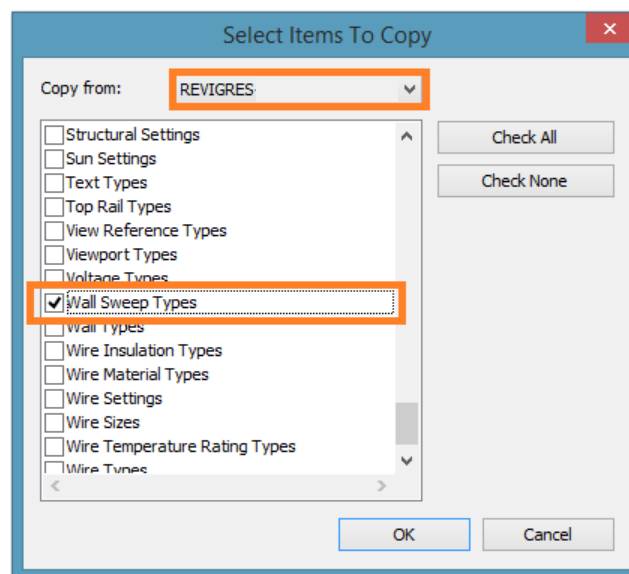 Select Items To Copy
Copy from: REVIGRES
Structural Settings
Sun Settings
Text Types
Top Rail Types
View Reference Types
Viewport Types
Voltage Types
Wall Sweep Types
Wall Types
Wire Insulation Types
Wire Material Types
Wire Settings
Wire Sizes
Wire Temperature Rating Types
Wire Types
Check All
Check None
OK
Cancel